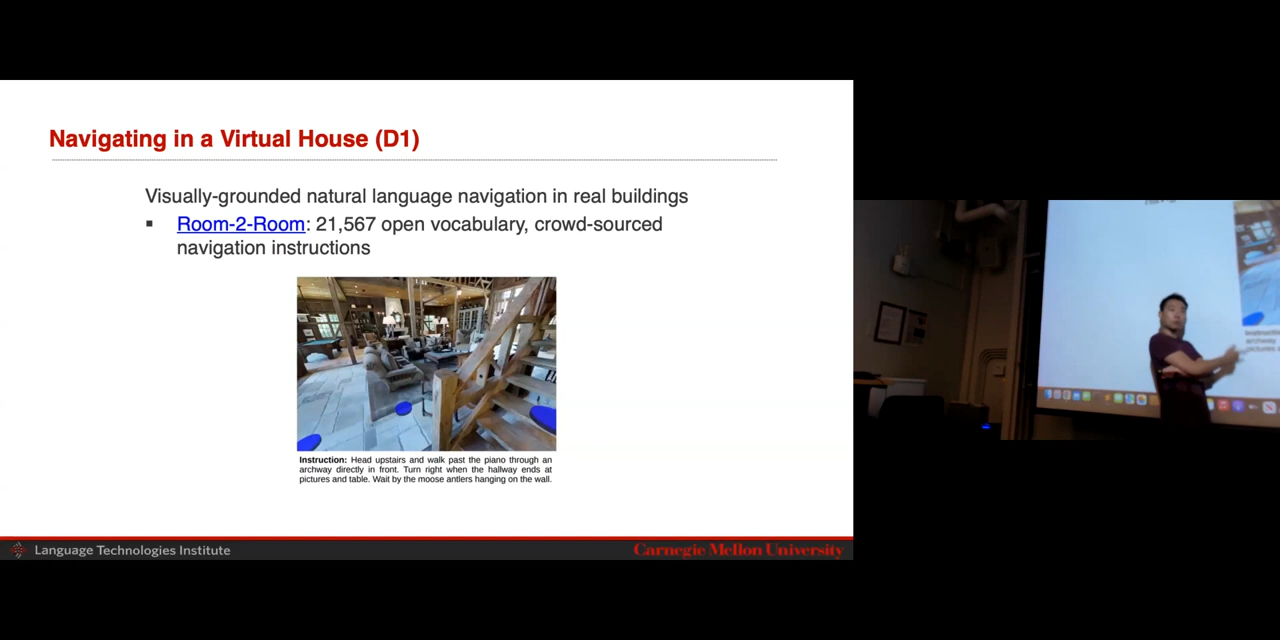 Navigating in a Virtual House (D1)
Visually-grounded natural language navigation in real buildings
▪ Room-2-Room: 21,567 open vocabulary, crowd-sourced
navigation instructions
Instruction: Head upstairs and walk past the piano through an
archway directly in front. Turn right when the hallway ends at
pictures and table. Wait by the moose antlers hanging on the wall.
Language Technologies Institute
Carnegie Mellon University